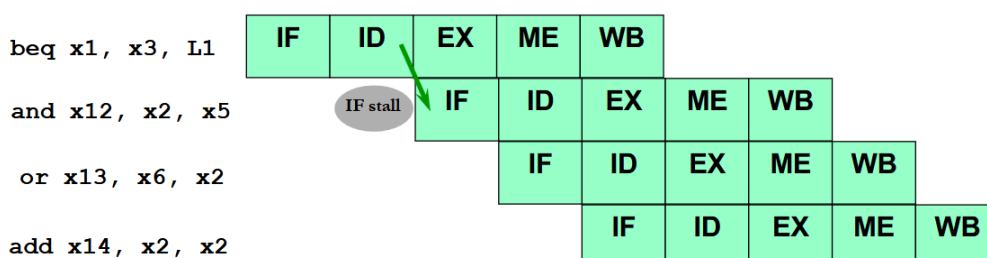 beq x1, x3, L1 IF ID EX ME WB
and x12, x2, x5 IF stall IF ID EX ME WB
or x13, x6, x2 IF ID EX ME WB
add x14, x2, x2 IF ID EX ME WB